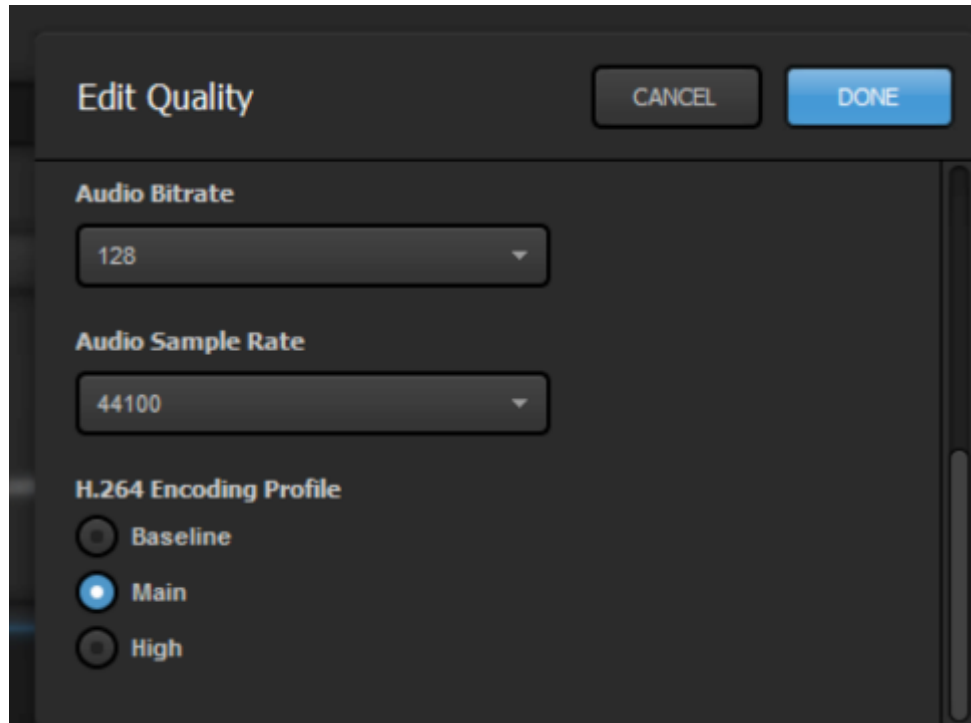 Edit Quality
CANCEL
DONE
Audio Bitrate
128
Audio Sample Rate
44100
H.264 Encoding Profile
Baseline
Main
High